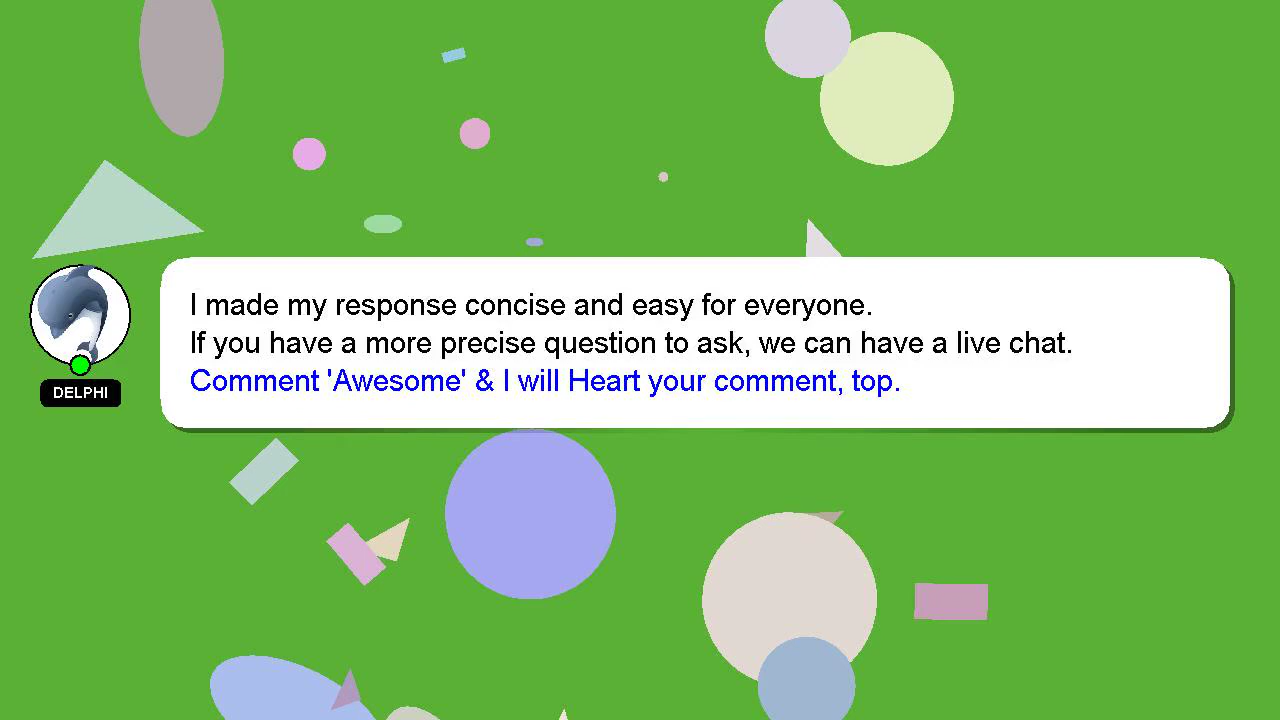 I made my response concise and easy for everyone.
If you have a more precise question to ask, we can have a live chat.
Comment 'Awesome' & I will Heart your comment, top.
DELPHI